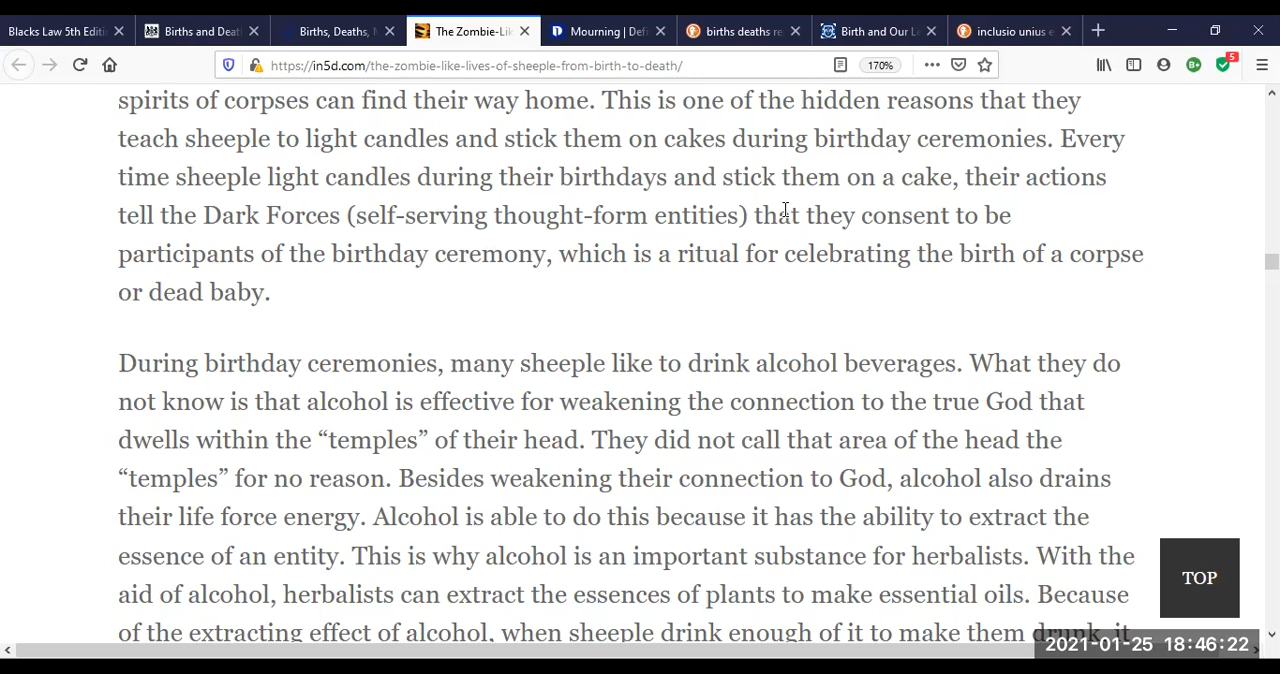 Blacks Law 5th Editi
Births and Deat
Births, Deaths, M
The Zombie-Lik
Mourning | Defi
births deaths re
Birth and Our Le
inclusio unius e
https://in5d.com/the-zombie-like-lives-of-sheeple-from-birth-to-death/
170%
5
spirits of corpses can find their way home. This is one of the hidden reasons that they
teach sheeple to light candles and stick them on cakes during birthday ceremonies. Every
time sheeple light candles during their birthdays and stick them on a cake, their actions
tell the Dark Forces (self-serving thought-form entities) that they consent to be
participants of the birthday ceremony, which is a ritual for celebrating the birth of a corpse
or dead baby.
During birthday ceremonies, many sheeple like to drink alcohol beverages. What they do
not know is that alcohol is effective for weakening the connection to the true God that
dwells within the “temples” of their head. They did not call that area of the head the
“temples” for no reason. Besides weakening their connection to God, alcohol also drains
their life force energy. Alcohol is able to do this because it has the ability to extract the
essence of an entity. This is why alcohol is an important substance for herbalists. With the
aid of alcohol, herbalists can extract the essences of plants to make essential oils. Because
of the extracting effect of alcohol, when sheeple drink enough of it to make them drunk, it
TOP
2021-01-25 18:46:22